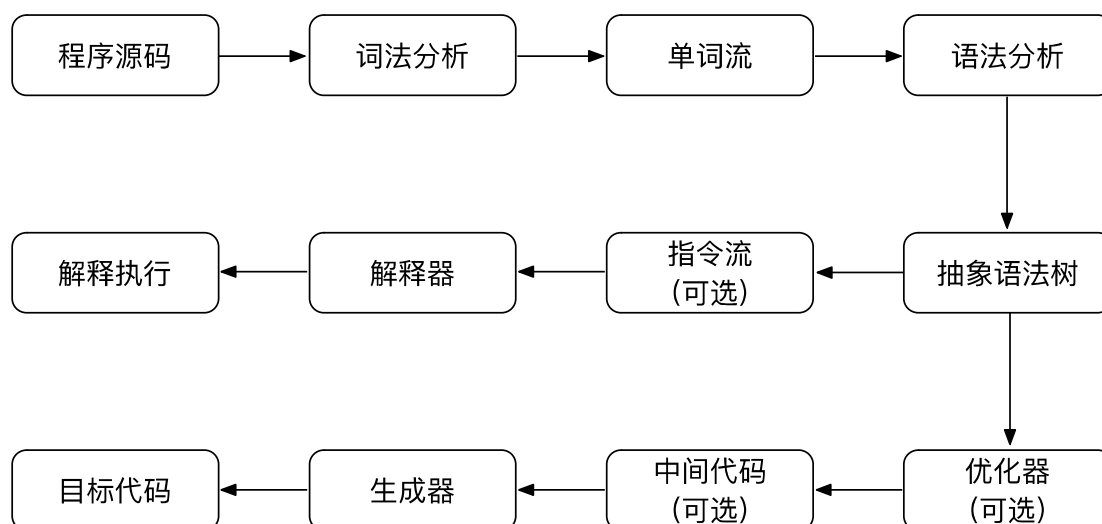 程序源码
词法分析
单词流
语法分析
解释执行
解释器
指令流
(可选)
抽象语法树
目标代码
生成器
中间代码
(可选)
优化器
(可选)